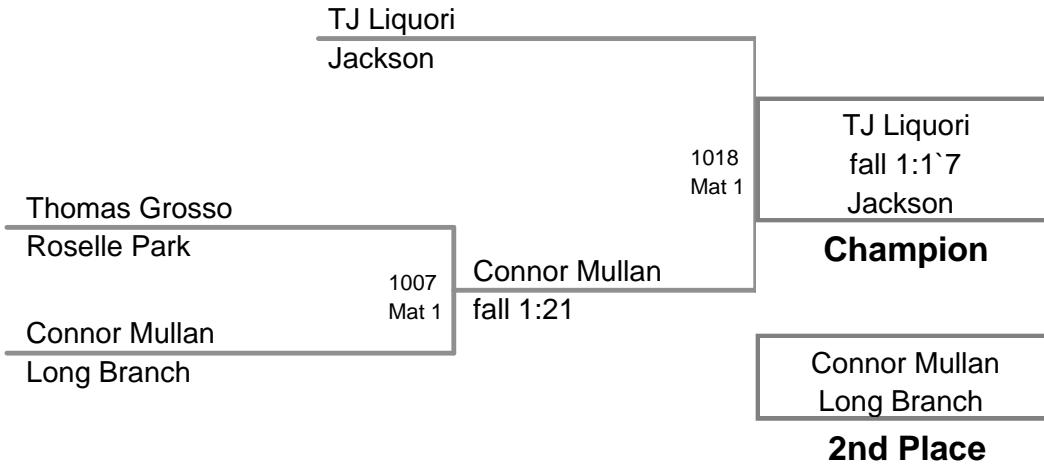 TJ Liquori
Jackson
TJ Liquori
fall 1:1`7
Jackson
Champion
1018
Mat 1
Thomas Grosso
Roselle Park
1007
Mat 1
Connor Mullan
fall 1:21
Connor Mullan
Long Branch
Connor Mullan
Long Branch
2nd Place